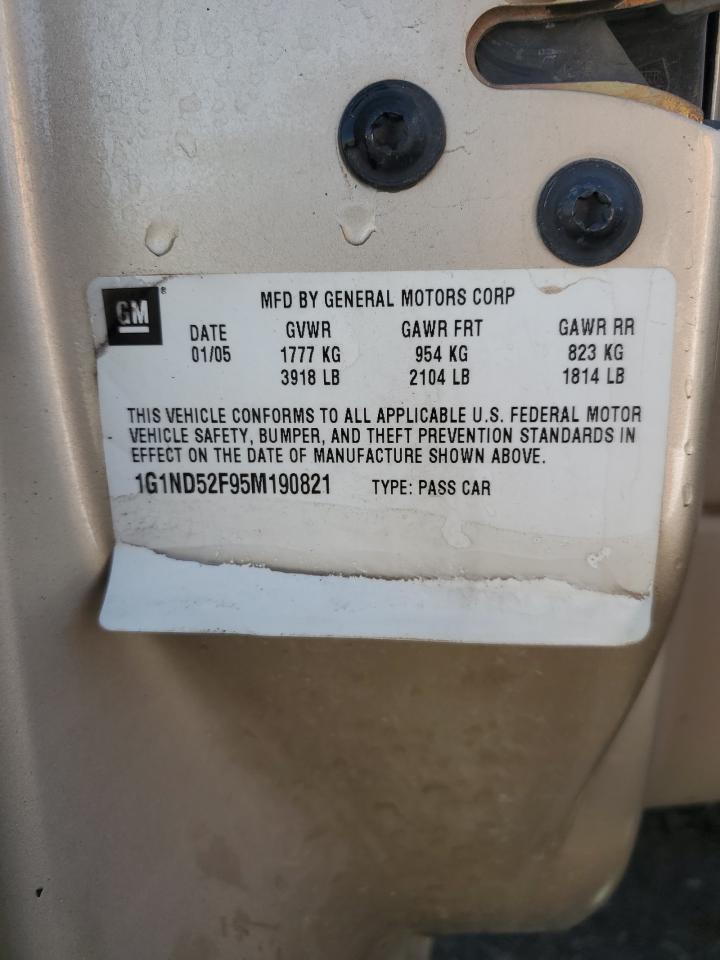 GM®
MFD BY GENERAL MOTORS CORP
DATE GVWR GAWR FRT GAWR RR
01/05 1777 KG 954 KG 823 KG
3918 LB 2104 LB 1814 LB
THIS VEHICLE CONFORMS TO ALL APPLICABLE U.S. FEDERAL MOTOR
VEHICLE SAFETY, BUMPER, AND THEFT PREVENTION STANDARDS IN
EFFECT ON THE DATE OF MANUFACTURE SHOWN ABOVE.
1G1ND52F95M190821 TYPE: PASS CAR